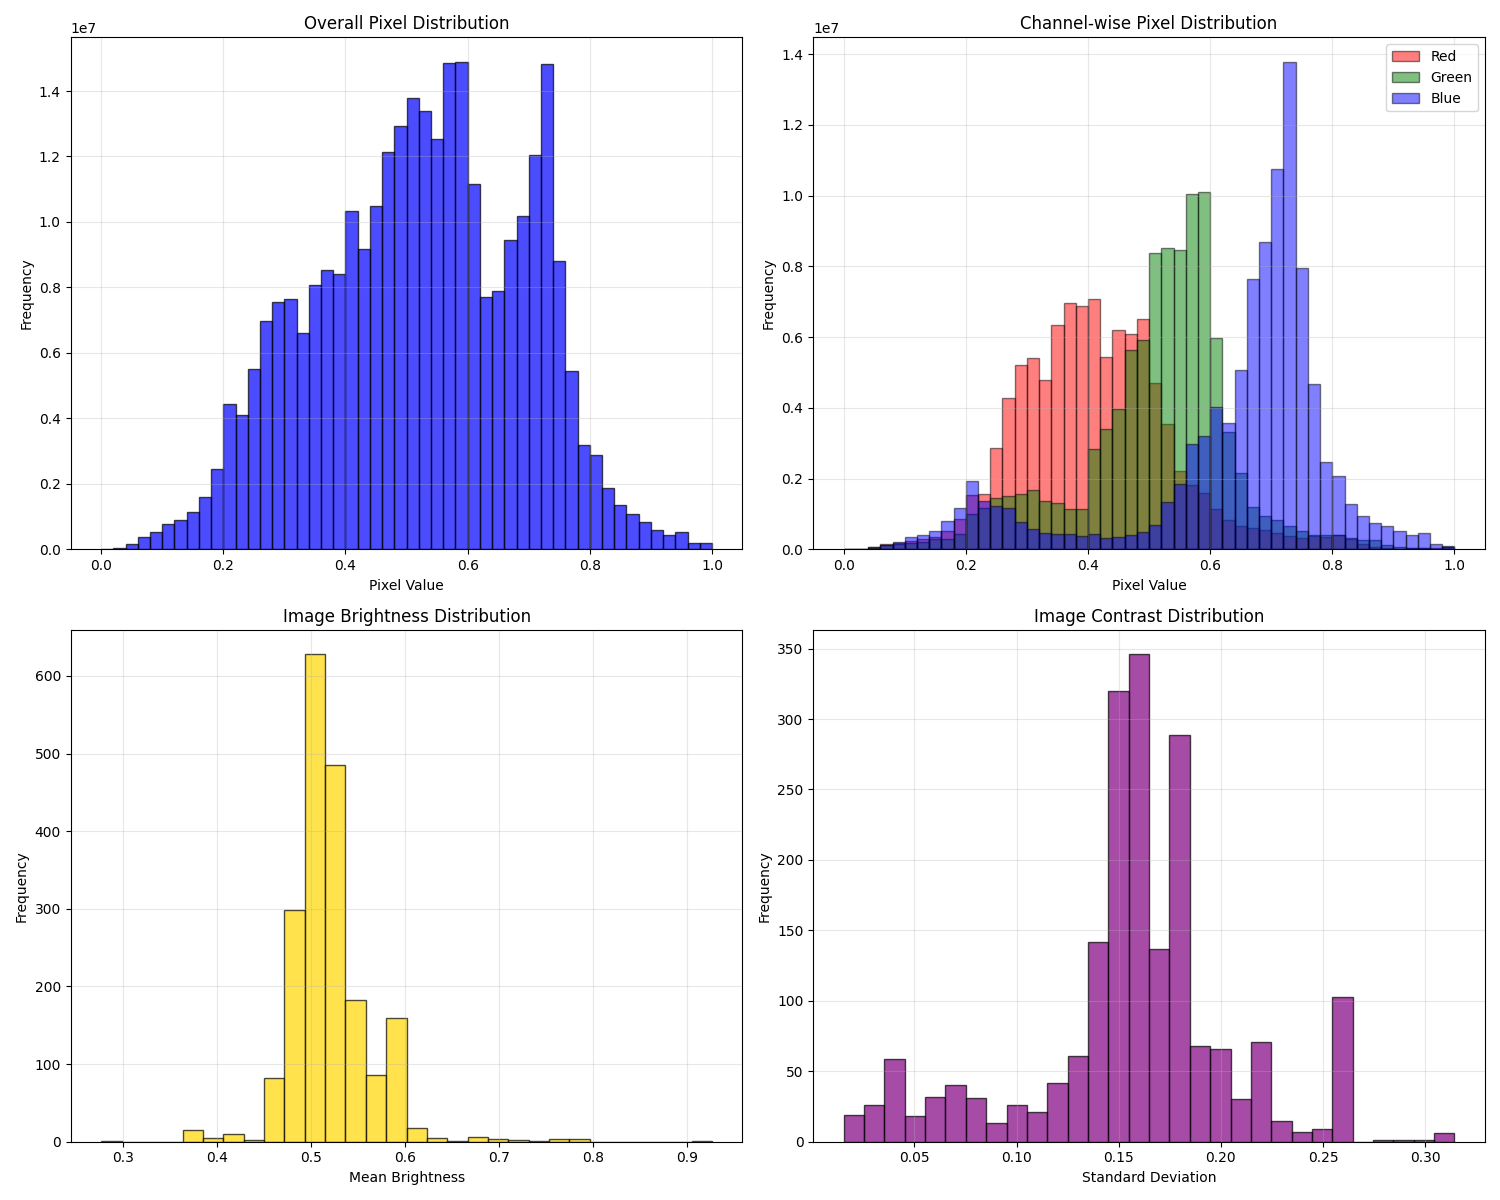 Overall Pixel Distribution
1e7
1.4
1.2
1.0
0.8
0.6
0.4
0.2
0.0
Frequency
0.0 0.2 0.4 0.6 0.8 1.0
Pixel Value
Channel-wise Pixel Distribution
1e7
Red
Green
Blue
1.4
1.2
1.0
0.8
0.6
0.4
0.2
0.0
Frequency
0.0 0.2 0.4 0.6 0.8 1.0
Pixel Value
Image Brightness Distribution
600
500
400
300
200
100
0
Frequency
0.3 0.4 0.5 0.6 0.7 0.8 0.9
Mean Brightness
Image Contrast Distribution
350
300
250
200
150
100
50
0
Frequency
0.05 0.10 0.15 0.20 0.25 0.30
Standard Deviation